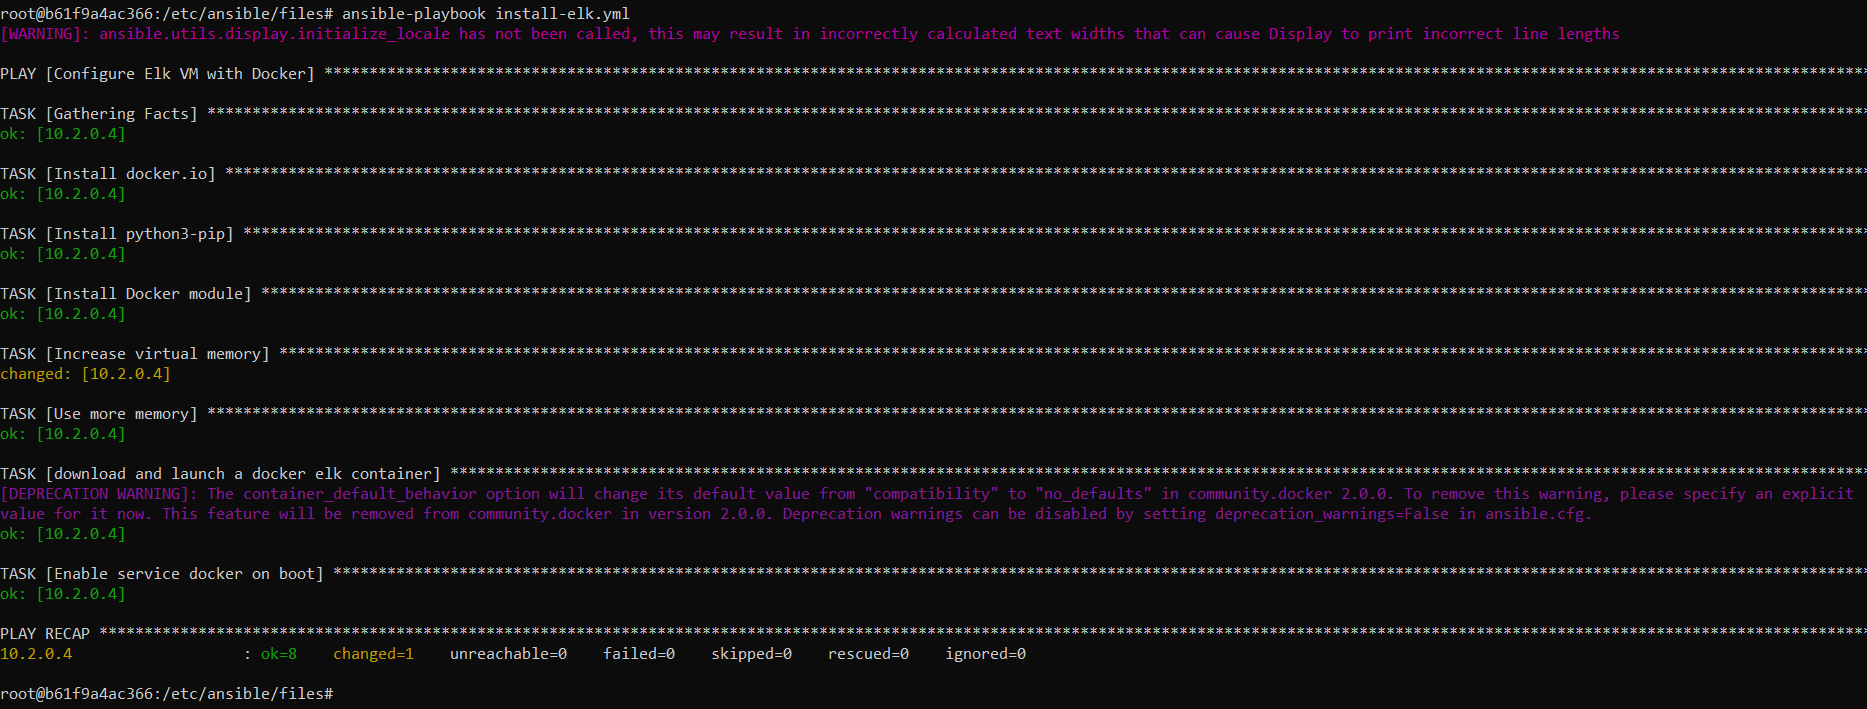 root@b61f9a4ac366:/etc/ansible/files# ansible-playbook install-elk.yml
[WARNING]: ansible.utils.display.initialize_locale has not been called, this may result in incorrectly calculated text widths that can cause Display to print incorrect line lengths
PLAY [Configure Elk VM with Docker] ****************************************************************************************************************************************************************************
TASK [Gathering Facts] *****************************************************************************************************************************************************************************************
ok: [10.2.0.4]
TASK [Install docker.io] ***************************************************************************************************************************************************************************************
ok: [10.2.0.4]
TASK [Install python3-pip] *************************************************************************************************************************************************************************************
ok: [10.2.0.4]
TASK [Install Docker module] ***********************************************************************************************************************************************************************************
ok: [10.2.0.4]
TASK [Increase virtual memory] *********************************************************************************************************************************************************************************
changed: [10.2.0.4]
TASK [Use more memory] *****************************************************************************************************************************************************************************************
ok: [10.2.0.4]
TASK [download and launch a docker elk container] **************************************************************************************************************************************************************
[DEPRECATION WARNING]: The container_default_behavior option will change its default value from "compatibility" to "no_defaults" in community.docker 2.0.0. To remove this warning, please specify an explicit
value for it now. This feature will be removed from community.docker in version 2.0.0. Deprecation warnings can be disabled by setting deprecation_warnings=False in ansible.cfg.
ok: [10.2.0.4]
TASK [Enable service docker on boot] ***************************************************************************************************************************************************************************
ok: [10.2.0.4]
PLAY RECAP *****************************************************************************************************************************************************************************************************
10.2.0.4                   : ok=8    changed=1    unreachable=0    failed=0    skipped=0    rescued=0    ignored=0
root@b61f9a4ac366:/etc/ansible/files#